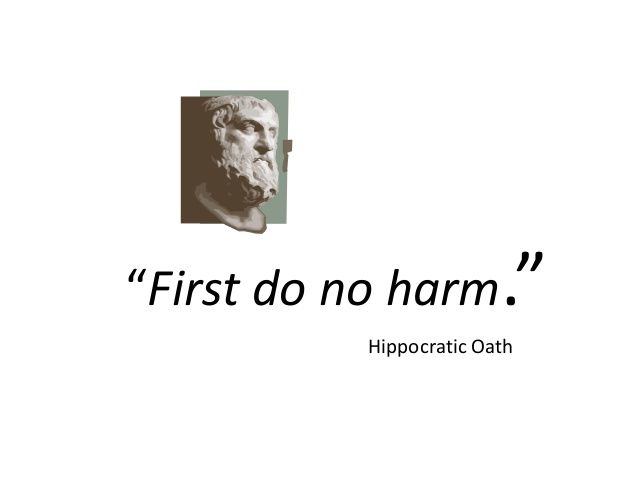 “First do no harm.”
Hippocratic Oath